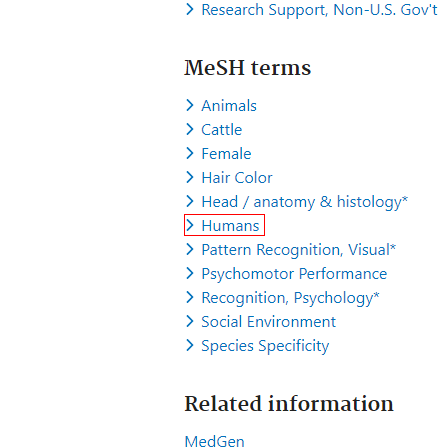 Research Support, Non-U.S. Gov't
MeSH terms
Animals
Cattle
Female
Hair Color
Head / anatomy & histology*
Humans
Pattern Recognition, Visual*
Psychomotor Performance
Recognition, Psychology*
Social Environment
Species Specificity
Related information
MedGen